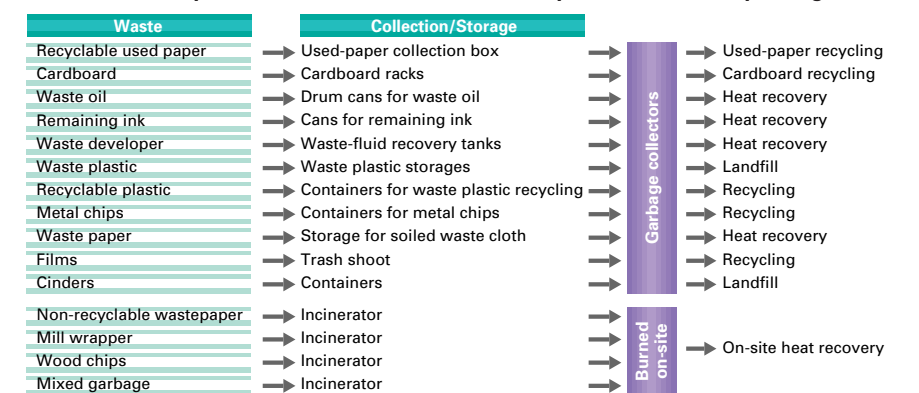 Waste Collection/Storage
Recyclable used paper Used-paper collection box Used-paper recycling
Cardboard Cardboard racks Cardboard recycling
Waste oil Drum cans for waste oil Heat recovery
Remaining ink Cans for remaining ink Heat recovery
Waste developer Waste-fluid recovery tanks Heat recovery
Waste plastic Waste plastic storages Landfill
Recyclable plastic Containers for waste plastic recycling Recycling
Metal chips Containers for metal chips Recycling
Waste paper Storage for soiled waste cloth Heat recovery
Films Trash shoot Recycling
Cinders Containers Landfill
Garbage collectors
Non-recyclable wastepaper Incinerator
Mill wrapper Incinerator
Wood chips Incinerator
Mixed garbage Incinerator
Burned
on-site
On-site heat recovery